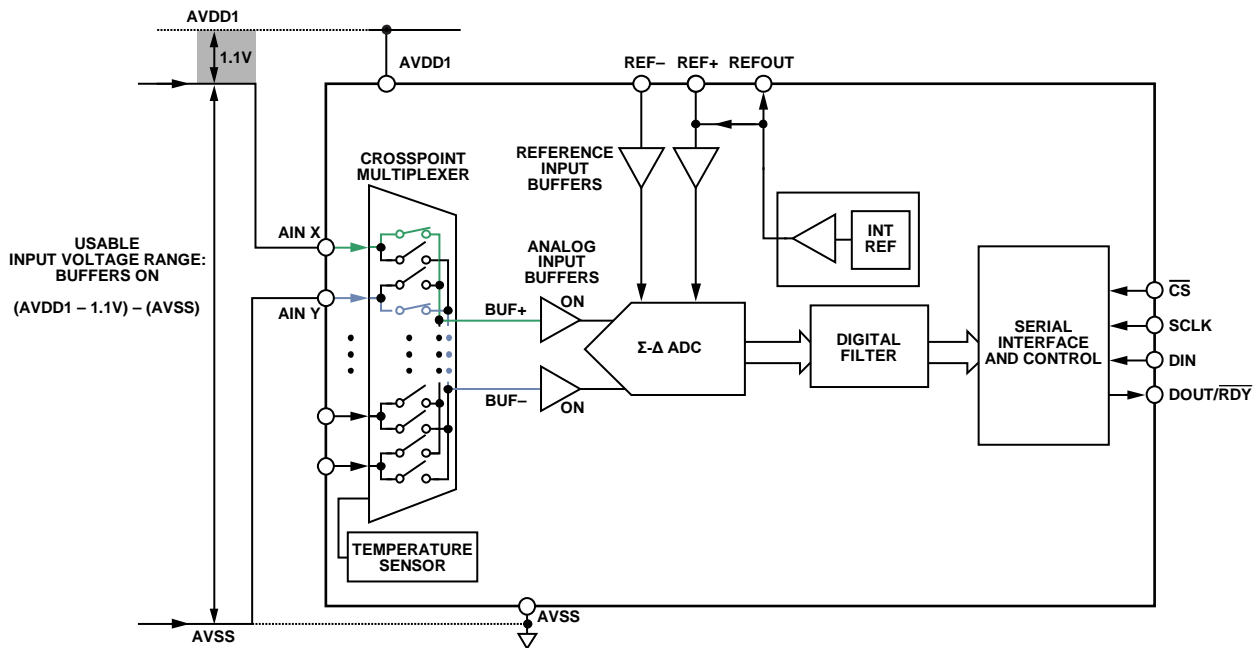 AVDD1
1.1V
AVDD1
REF–
REF+
REFOUT
CROSSPOINT
MULTIPLEXER
REFERENCE
INPUT
BUFFERS
INT
REF
USABLE
INPUT VOLTAGE RANGE:
BUFFERS ON
(AVDD1 – 1.1V) – (AVSS)
AIN X
AIN Y
ANALOG
INPUT
BUFFERS
BUF+
ON
BUF–
ON
Σ-Δ ADC
DIGITAL
FILTER
SERIAL
INTERFACE
AND CONTROL
C̅S̅
SCLK
DIN
DOUT/R̅D̅Y̅
TEMPERATURE
SENSOR
AVSS
AVSS